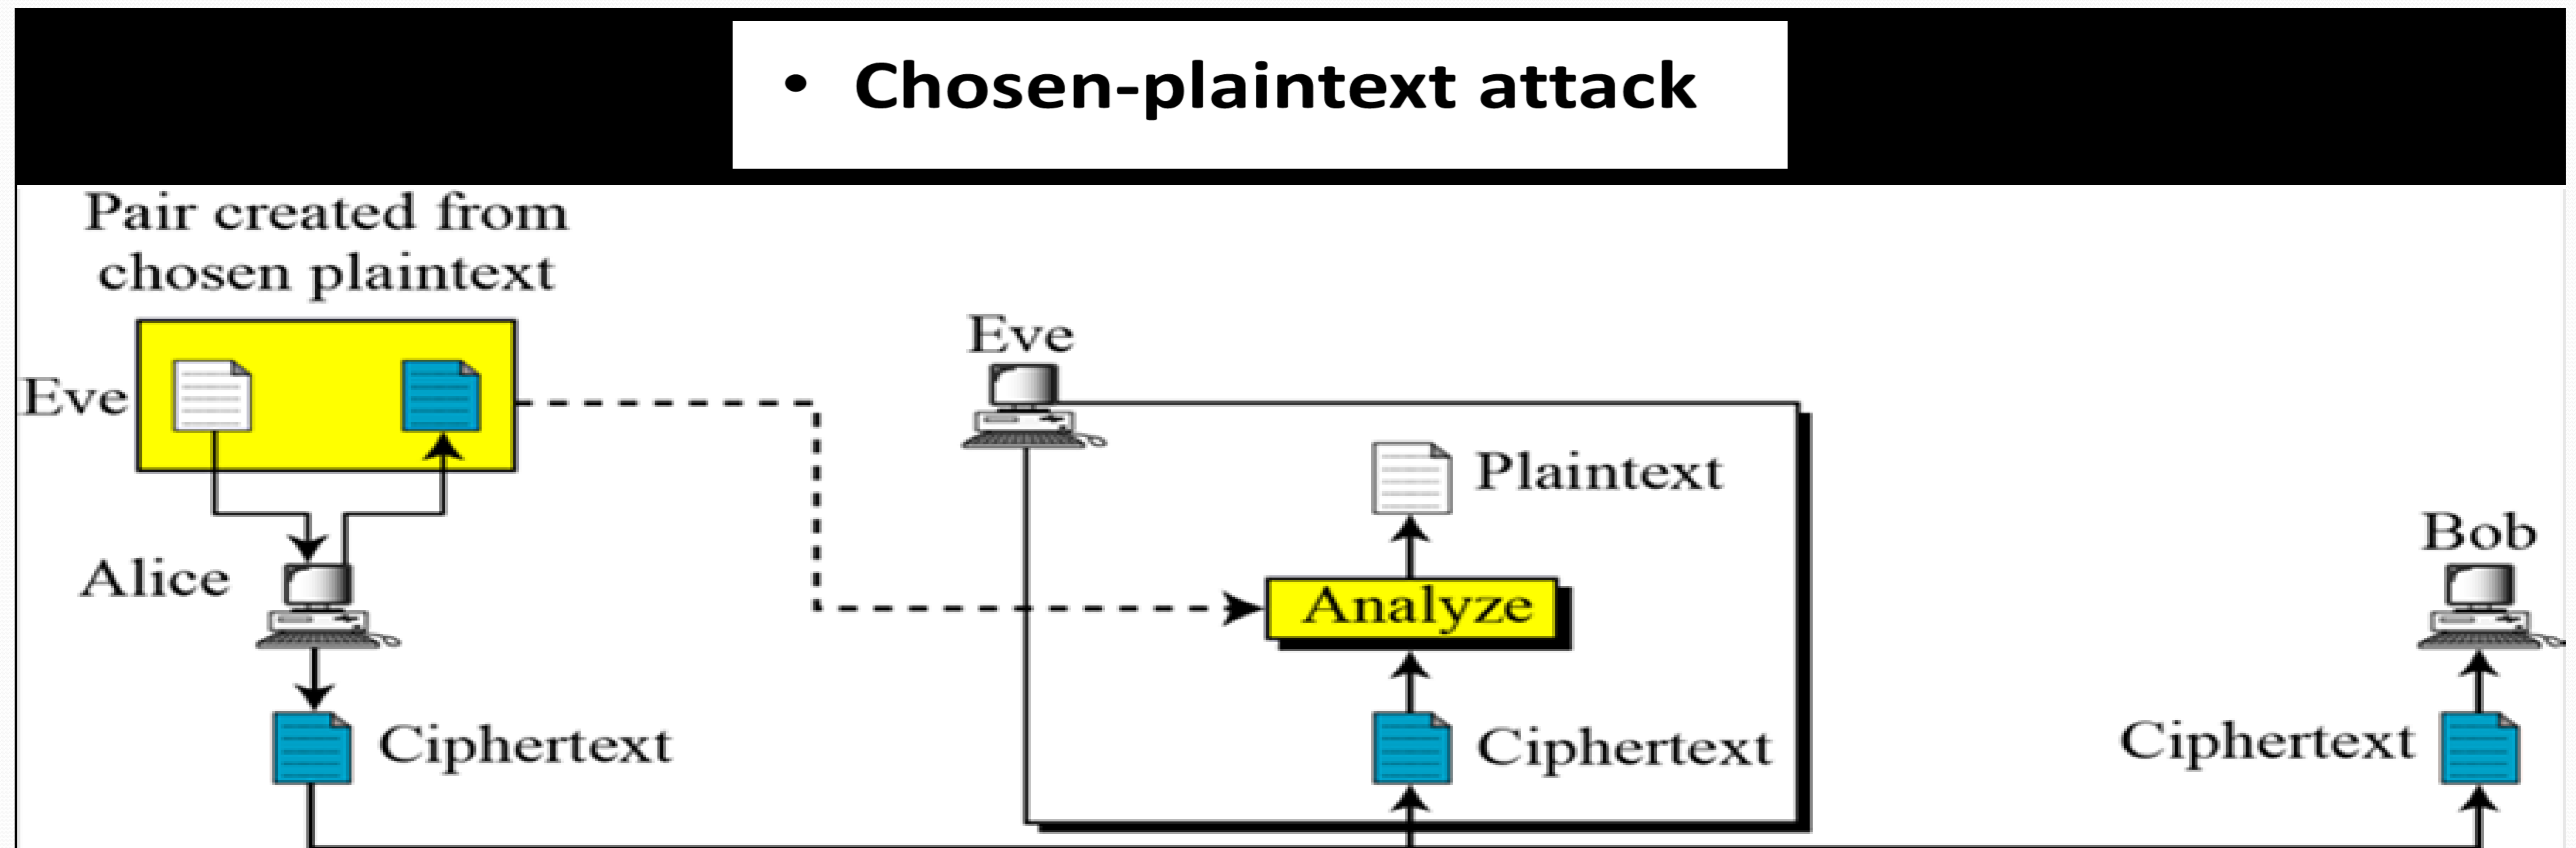 • Chosen-plaintext attack
Pair created from
chosen plaintext
Eve
Eve
Plaintext
Bob
Alice
Analyze
Ciphertext
Ciphertext
Ciphertext